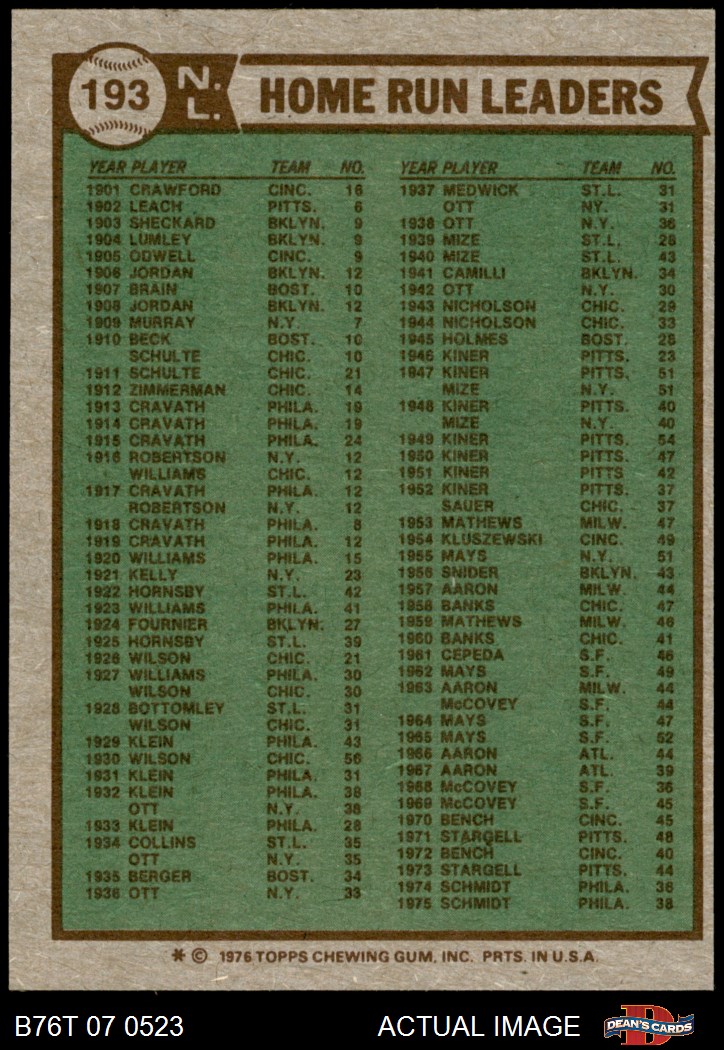 193 N.L. HOME RUN LEADERS
YEAR PLAYER TEAM NO.
1901 CRAWFORD CINC. 16
1902 LEACH PITTS. 6
1903 SHECKARD BKLYN. 9
1904 LUMLEY BKLYN. 9
1905 ODWELL CINC. 9
1906 JORDAN BKLYN. 12
1907 BRAIN BOST. 10
1908 JORDAN BKLYN. 12
1909 MURRAY N.Y 7
1910 BECK BOST. 10
SCHULTE CHIC. 10
1911 SCHULTE CHIC. 21
1912 ZIMMERMAN CHIC. 14
1913 CRAVATH PHILA. 19
1914 CRAVATH PHILA. 19
1915 CRAVATH PHILA. 24
1916 ROBERTSON N.Y. 12
WILLIAMS CHIC. 12
1917 CRAVATH PHILA. 12
ROBERTSON N.Y. 12
1918 CRAVATH PHILA. 8
1919 CRAVATH PHILA. 12
1920 WILLIAMS PHILA. 15
1921 KELLY N.Y. 23
1922 HORNSBY ST.L. 42
1923 WILLIAMS PHILA. 41
1924 FOURNIER BKLYN. 27
1925 HORNSBY ST.L. 39
1926 WILSON CHIC. 21
1927 WILLIAMS PHILA. 30
WILSON CHIC. 30
1928 BOTTOMLEY ST.L. 31
WILSON CHIC. 31
1929 KLEIN PHILA. 43
1930 WILSON CHIC. 56
1931 KLEIN PHILA. 31
1932 KLEIN PHILA. 38
OTT N.Y. 38
1933 KLEIN PHILA. 28
1934 COLLINS ST.L. 35
OTT N.Y. 35
1935 BERGER BOST. 34
1936 OTT N.Y. 33
YEAR PLAYER TEAM NO.
1937 MEDWICK ST.L. 31
OTT NY. 31
1938 OTT N.Y. 36
1939 MIZE ST.L. 28
1940 MIZE ST.L. 43
1941 CAMILLI BKLYN. 34
1942 OTT N.Y. 30
1943 NICHOLSON CHIC. 29
1944 NICHOLSON CHIC. 33
1945 HOLMES BOST. 28
1946 KINER PITTS. 23
1947 KINER PITTS. 51
MIZE N.Y. 51
1948 KINER PITTS. 40
MIZE N.Y. 40
1949 KINER PITTS. 54
1950 KINER PITTS. 47
1951 KINER PITTS 42
1952 KINER PITTS. 37
SAUER CHIC. 37
1953 MATHEWS MILW. 47
1954 KLUSZEWSKI CINC. 49
1955 MAYS N.Y. 51
1956 SNIDER BKLYN. 43
1957 AARON MILW. 44
1958 BANKS CHIC. 47
1959 MATHEWS MILW. 46
1960 BANKS CHIC. 41
1961 CEPEDA S.F. 46
1962 MAYS S.F. 49
1963 AARON MILW. 44
McCOVEY S.F. 44
1964 MAYS S.F. 47
1965 MAYS S.F. 52
1966 AARON ATL. 44
1967 AARON ATL. 39
1968 McCOVEY S.F. 36
1969 McCOVEY S.F. 45
1970 BENCH CINC. 45
1971 STARGELL PITTS. 48
1972 BENCH CINC. 40
1973 STARGELL PITTS. 44
1974 SCHMIDT PHILA. 36
1975 SCHMIDT PHILA. 38
* © 1976 TOPPS CHEWING GUM, INC. PRTS. IN U.S.A.
B76T 07 0523 ACTUAL IMAGE D DEAN'S CARDS